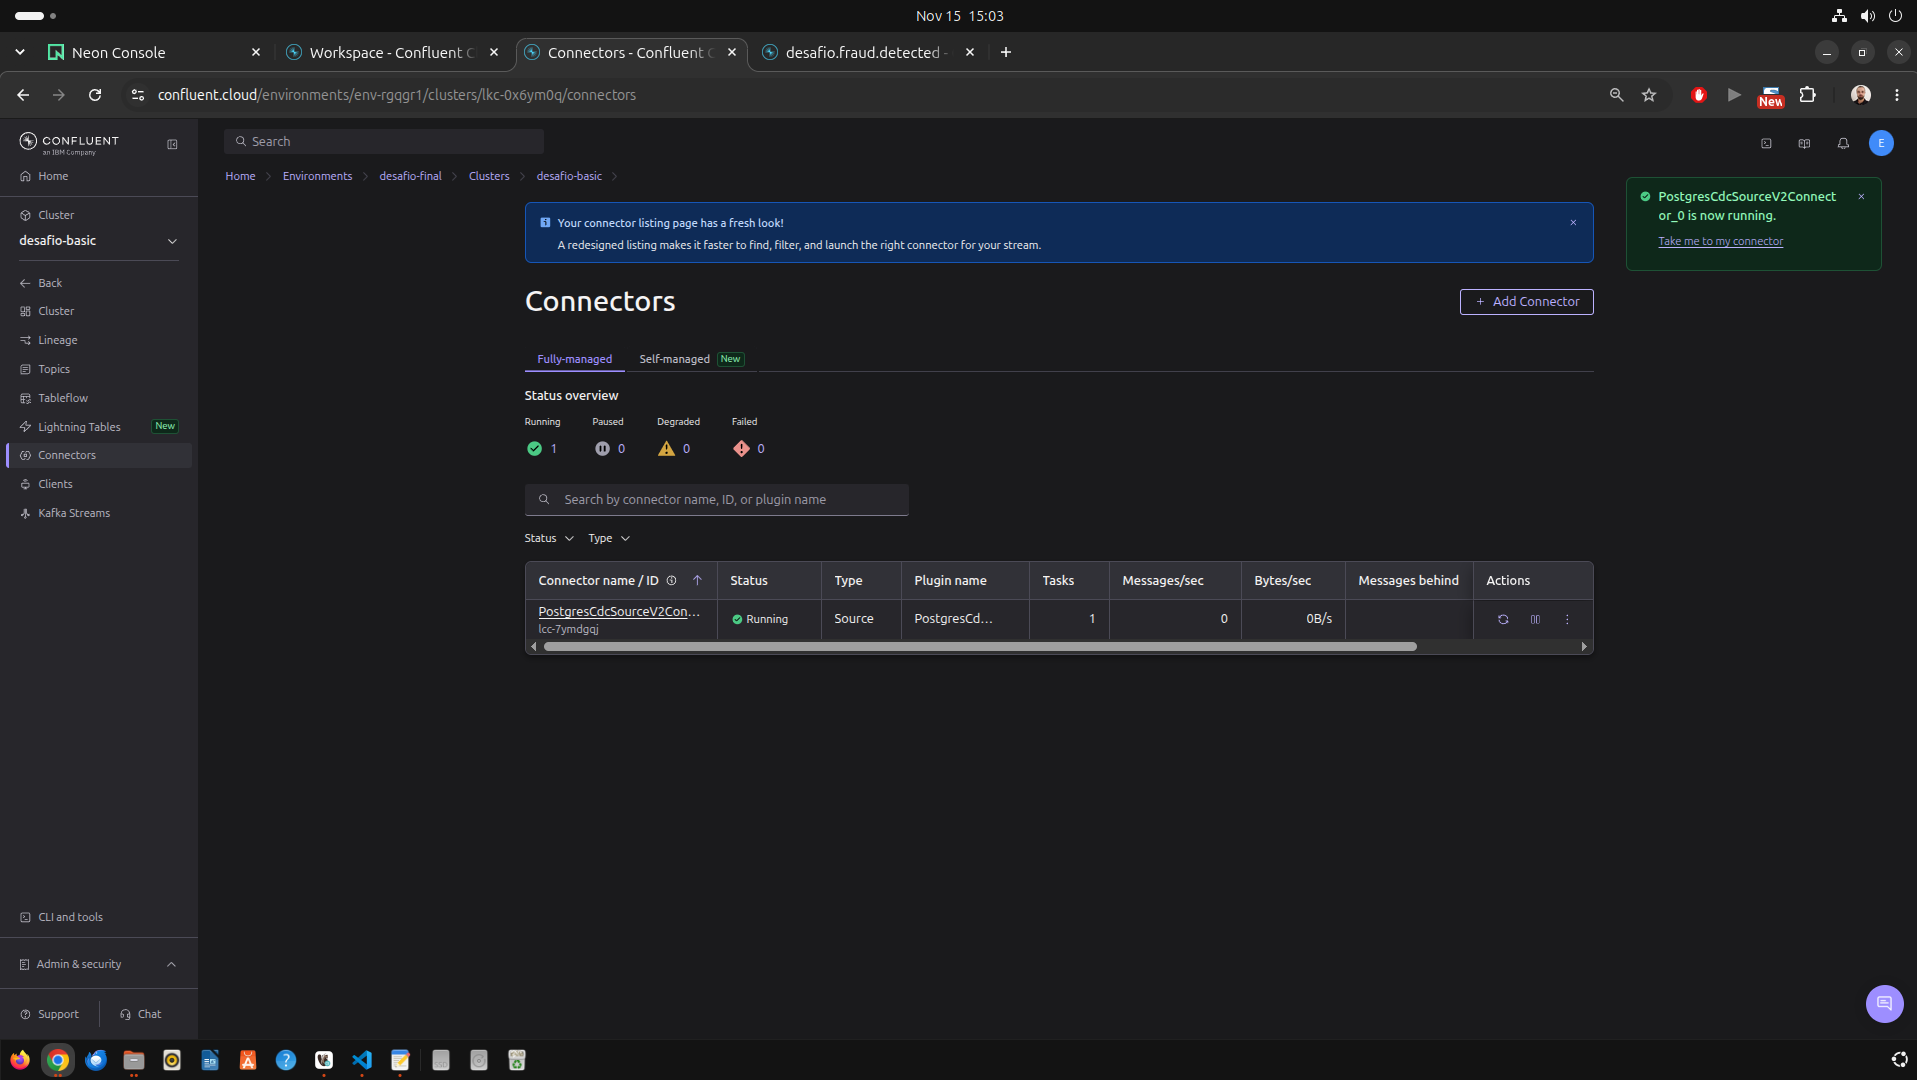 Nov 15 15:03
Neon Console
Workspace - Confluent C
Connectors - Confluent C
desafio.fraud.detected -
confluent.cloud/environments/env-rgqgr1/clusters/lkc-0x6ym0q/connectors
New
CONFLUENT
an IBM Company
Search
E
Home
Home
Environments
desafio-final
Clusters
desafio-basic
Cluster
desafio-basic
Back
Cluster
Lineage
Topics
Tableflow
Lightning Tables
New
Connectors
Clients
Kafka Streams
CLI and tools
Admin & security
Support
Chat
Your connector listing page has a fresh look!
A redesigned listing makes it faster to find, filter, and launch the right connector for your stream.
PostgresCdcSourceV2Connect
or_0 is now running.
Take me to my connector
Connectors
Add Connector
Fully-managed
Self-managed
New
Status overview
Running
Paused
Degraded
Failed
1
0
0
0
Search by connector name, ID, or plugin name
Status
Type
Connector name / ID
Status
Type
Plugin name
Tasks
Messages/sec
Bytes/sec
Messages behind
Actions
PostgresCdcSourceV2Con...
lcc-7ymdgqj
Running
Source
PostgresCd...
1
0
0B/s